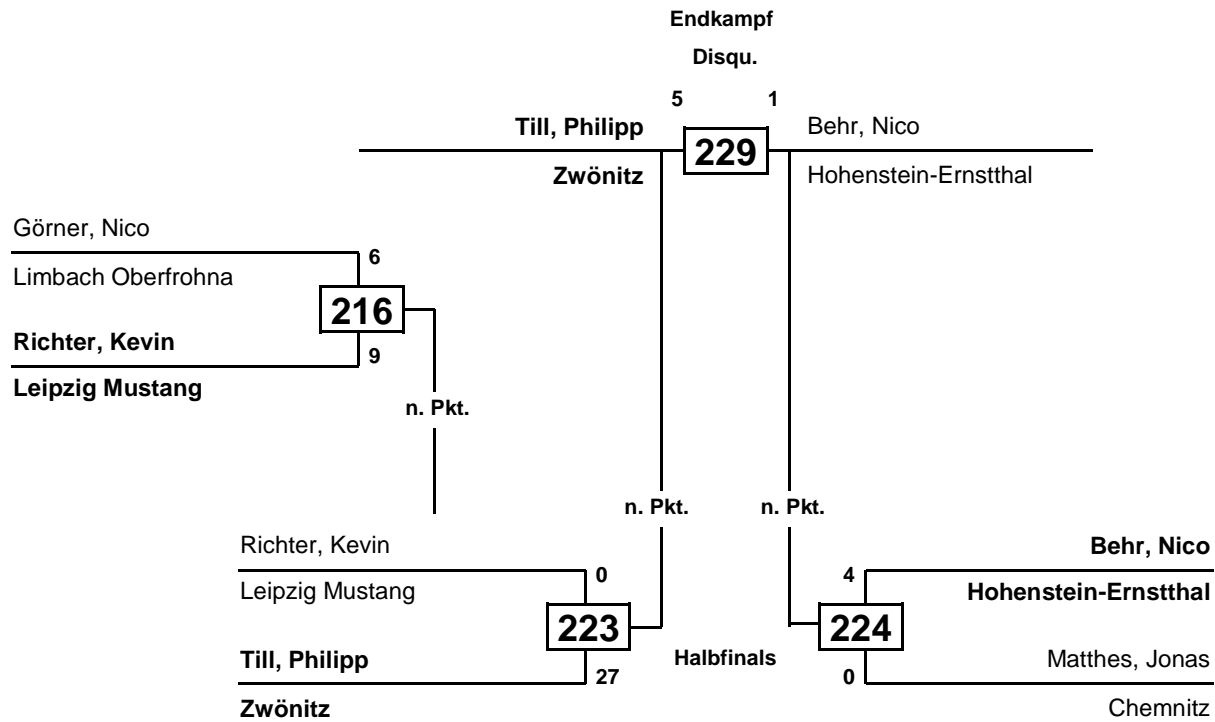 Endkampf
Disqu.
5 1
Till, Philipp
229
Behr, Nico
Zwönitz
Hohenstein-Ernstthal
Görner, Nico
6
Limbach Oberfrohna
216
Richter, Kevin
9
Leipzig Mustang
n. Pkt.
n. Pkt.
n. Pkt.
Richter, Kevin
0
Leipzig Mustang
223
Till, Philipp
27
Zwönitz
Halbfinals
Behr, Nico
4
Hohenstein-Ernstthal
224
Matthes, Jonas
0
Chemnitz